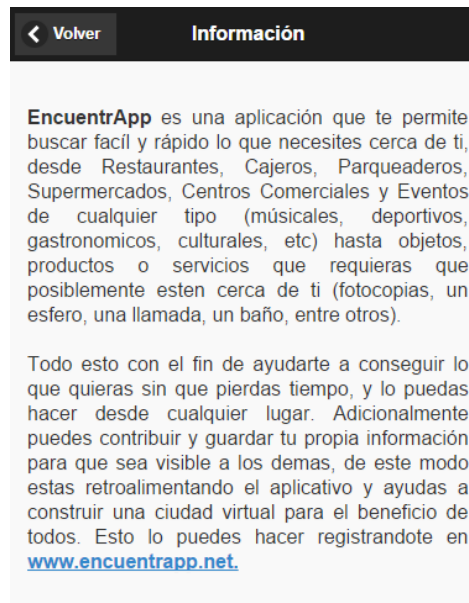 Volver
Información
EncuentrApp es una aplicación que te permite
buscar facíl y rápido lo que necesites cerca de ti,
desde Restaurantes, Cajeros, Parqueaderos,
Supermercados, Centros Comerciales y Eventos
de cualquier tipo (músicales, deportivos,
gastronomicos, culturales, etc) hasta objetos,
productos o servicios que requieras que
posiblemente esten cerca de ti (fotocopias, un
esfero, una llamada, un baño, entre otros).
Todo esto con el fin de ayudarte a conseguir lo
que quieras sin que pierdas tiempo, y lo puedas
hacer desde cualquier lugar. Adicionalmente
puedes contribuir y guardar tu propia información
para que sea visible a los demas, de este modo
estas retroalimentando el aplicativo y ayudas a
construir una ciudad virtual para el beneficio de
todos. Esto lo puedes hacer registrandote en
www.encuentrapp.net.